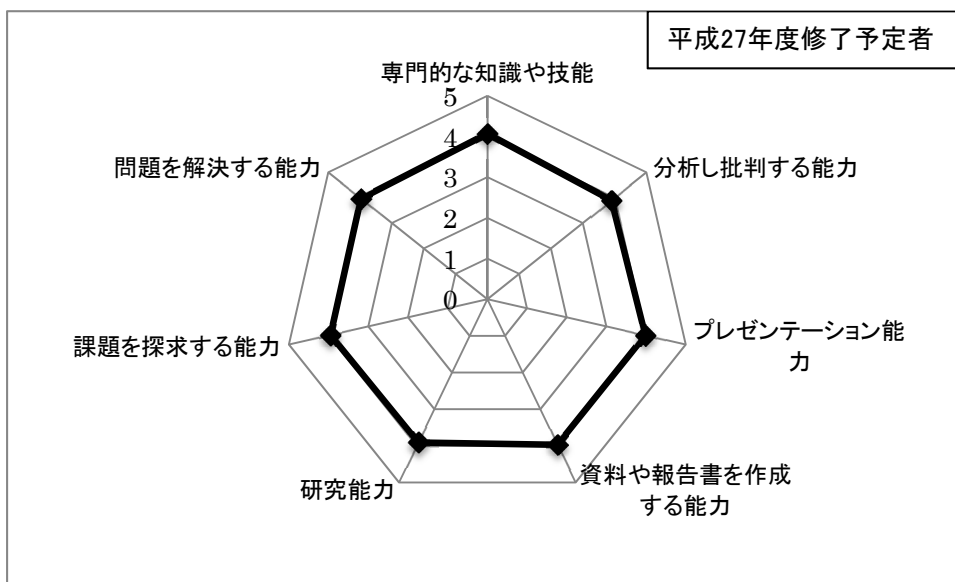 平成27年度修了予定者
専門的な知識や技能
5
4
3
2
1
0
分析し批判する能力
プレゼンテーション能
力
資料や報告書を作成
する能力
研究能力
課題を探求する能力
問題を解決する能力